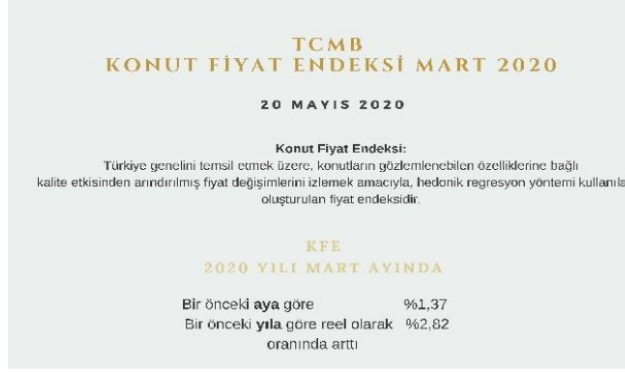 TCMB
KONUT FİYAT ENDEKSİ MART 2020
20 MAYIS 2020
Konut Fiyat Endeksi:
Türkiye genelini temsil etmek üzere, konutların gözlemlenebilen özelliklerine bağlı
kalite etkisinden arındırılmış fiyat değişimlerini izlemek amacıyla, hedonik regresyon yöntemi kullanıla
oluşturulan fiyat endeksidir.
KFE
2020 YILI MART AYINDA
Bir önceki aya göre %1,37
Bir önceki yıla göre reel olarak %2,82
oranında arttı